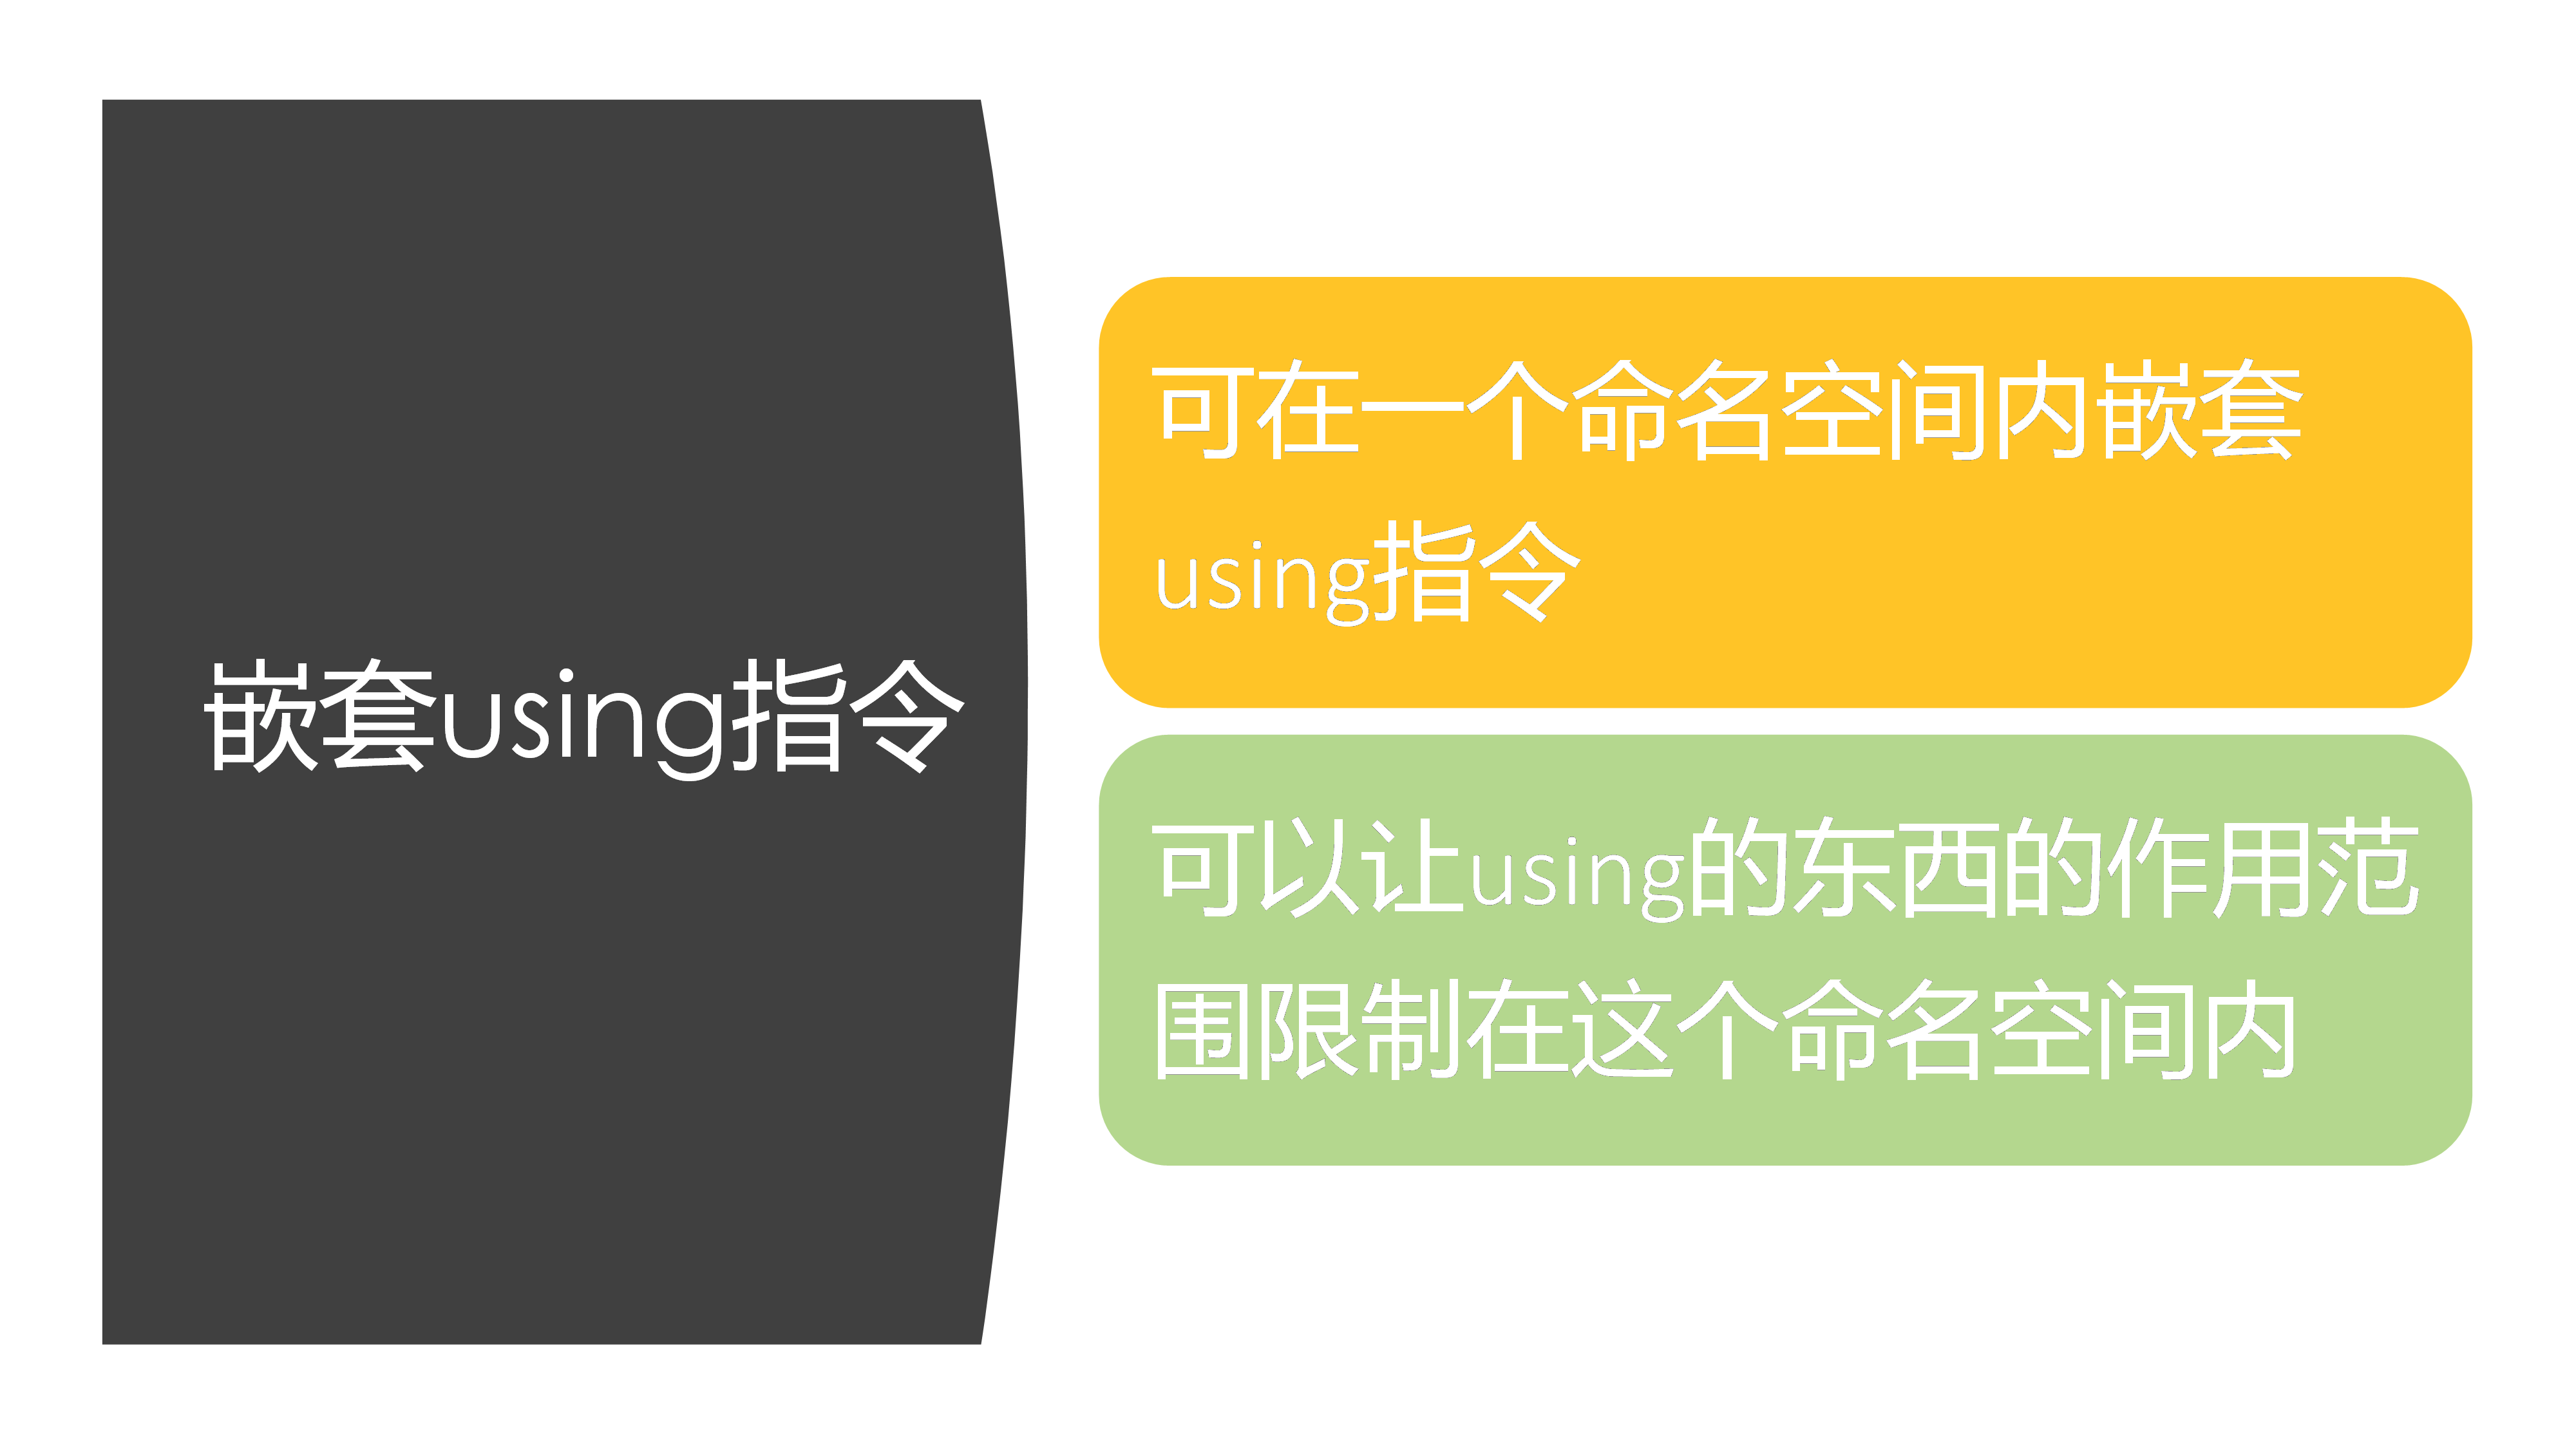 嵌套using指令
可在一个命名空间内嵌套
using指令
可以让using的东西的作用范
围限制在这个命名空间内